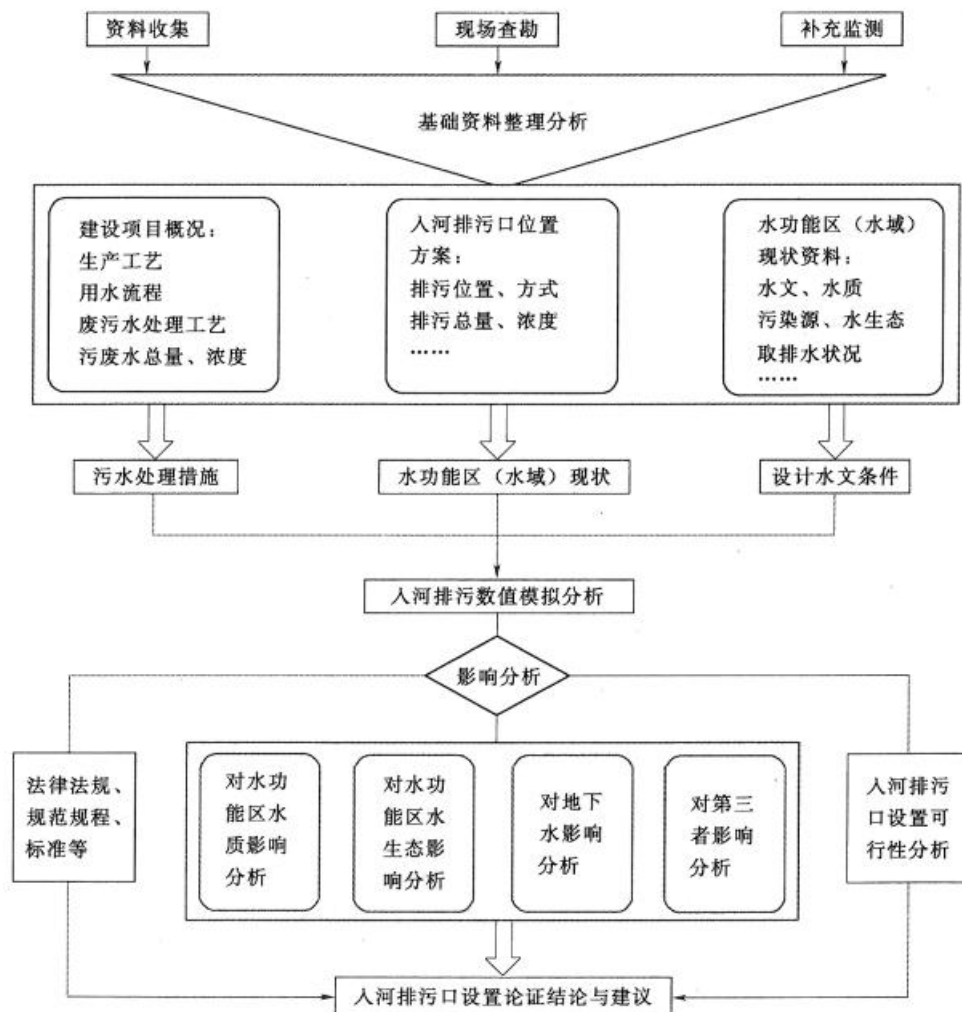 资料收集
现场查勘
补充监测
基础资料整理分析
建设项目概况：
生产工艺
用水流程
废污水处理工艺
污废水总量、浓度
入河排污口位置
方案：
排污位置、方式
排污总量、浓度
……
水功能区（水域）
现状资料：
水文、水质
污染源、水生态
取排水状况
……
污水处理措施
水功能区（水域）现状
设计水文条件
入河排污数值模拟分析
影响分析
法律法规、
规范规程、
标准等
对水功
能区水
质影响
分析
对水功
能区水
生态影
响分析
对地下
水影响
分析
对第三
者影响
分析
入河排污
口设置可
行性分析
入河排污口设置论证结论与建议